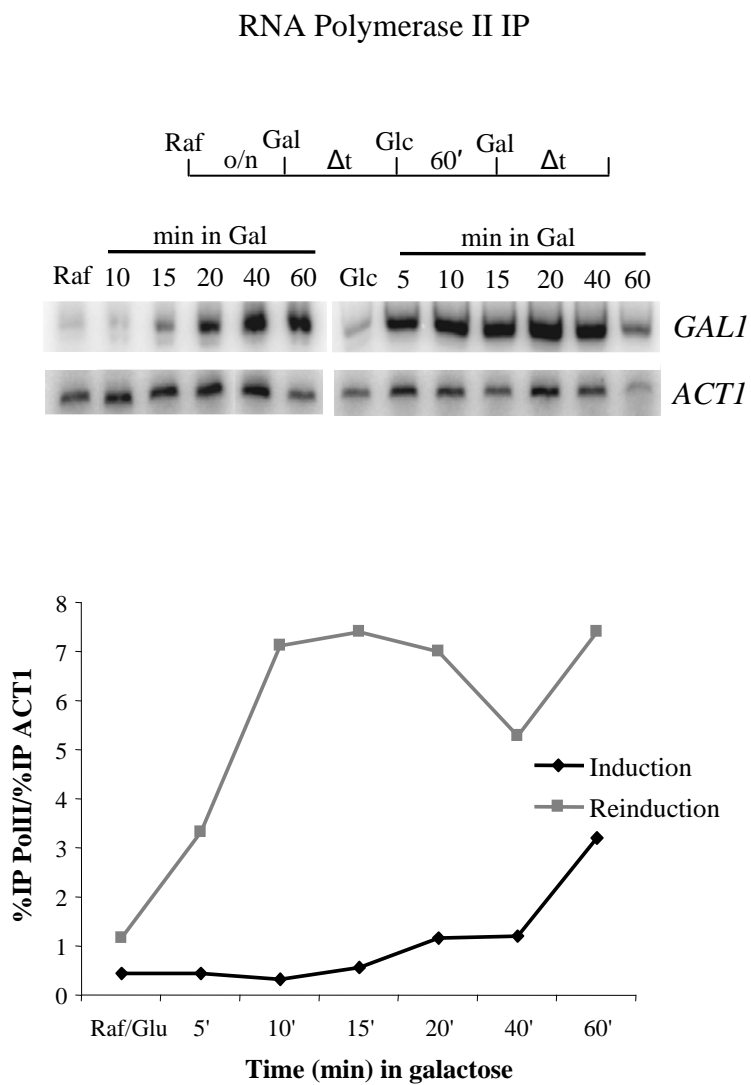 RNA Polymerase II IP
Raf Gal Glc Gal
o/n Δt 60′ Δt
min in Gal min in Gal
Raf 10 15 20 40 60 Glc 5 10 15 20 40 60
GAL1
ACT1
8
7
6
5
4
3
2
1
0
%IP PolII/%IP ACT1
Induction
Reinduction
Raf/Glu 5' 10' 15' 20' 40' 60'
Time (min) in galactose